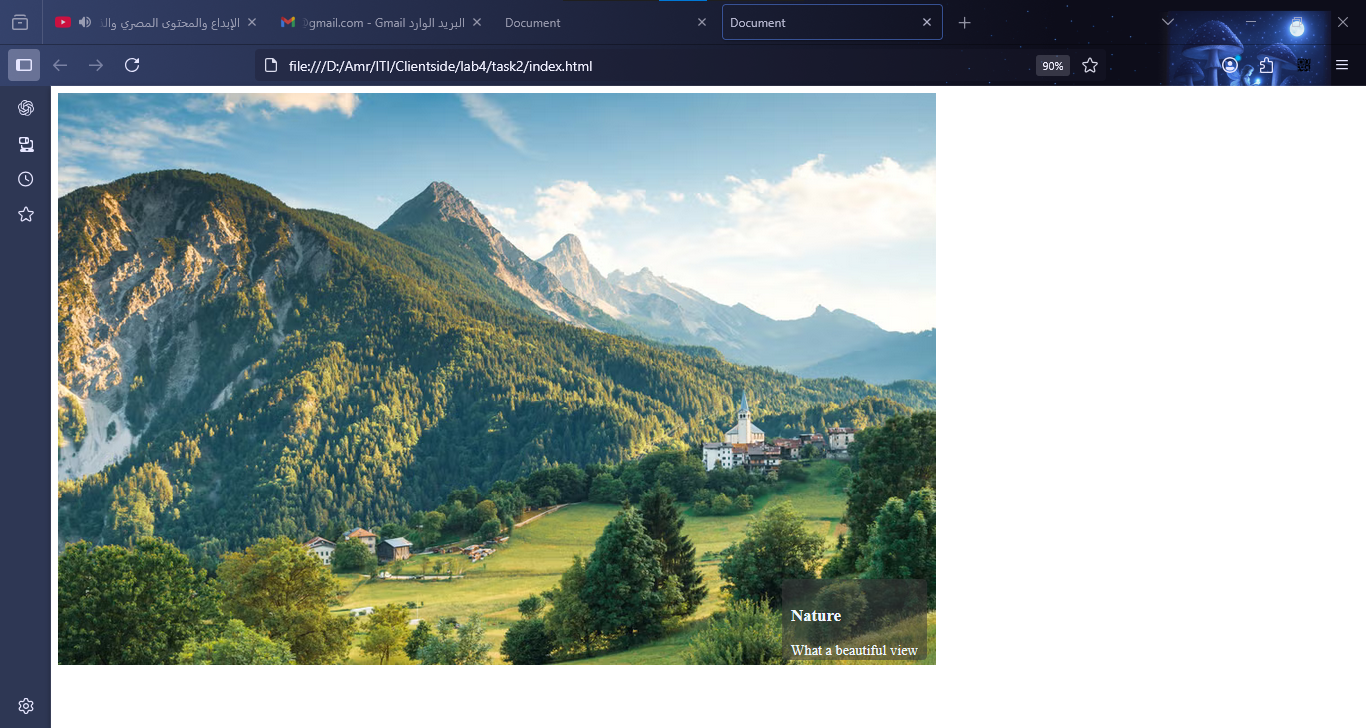 الإبداع والمحتوى المصري وال
gmail.com - Gmail البريد الوارد
Document
Document
file:///D:/Amr/ITI/Clientside/lab4/task2/index.html
90%
Nature
What a beautiful view